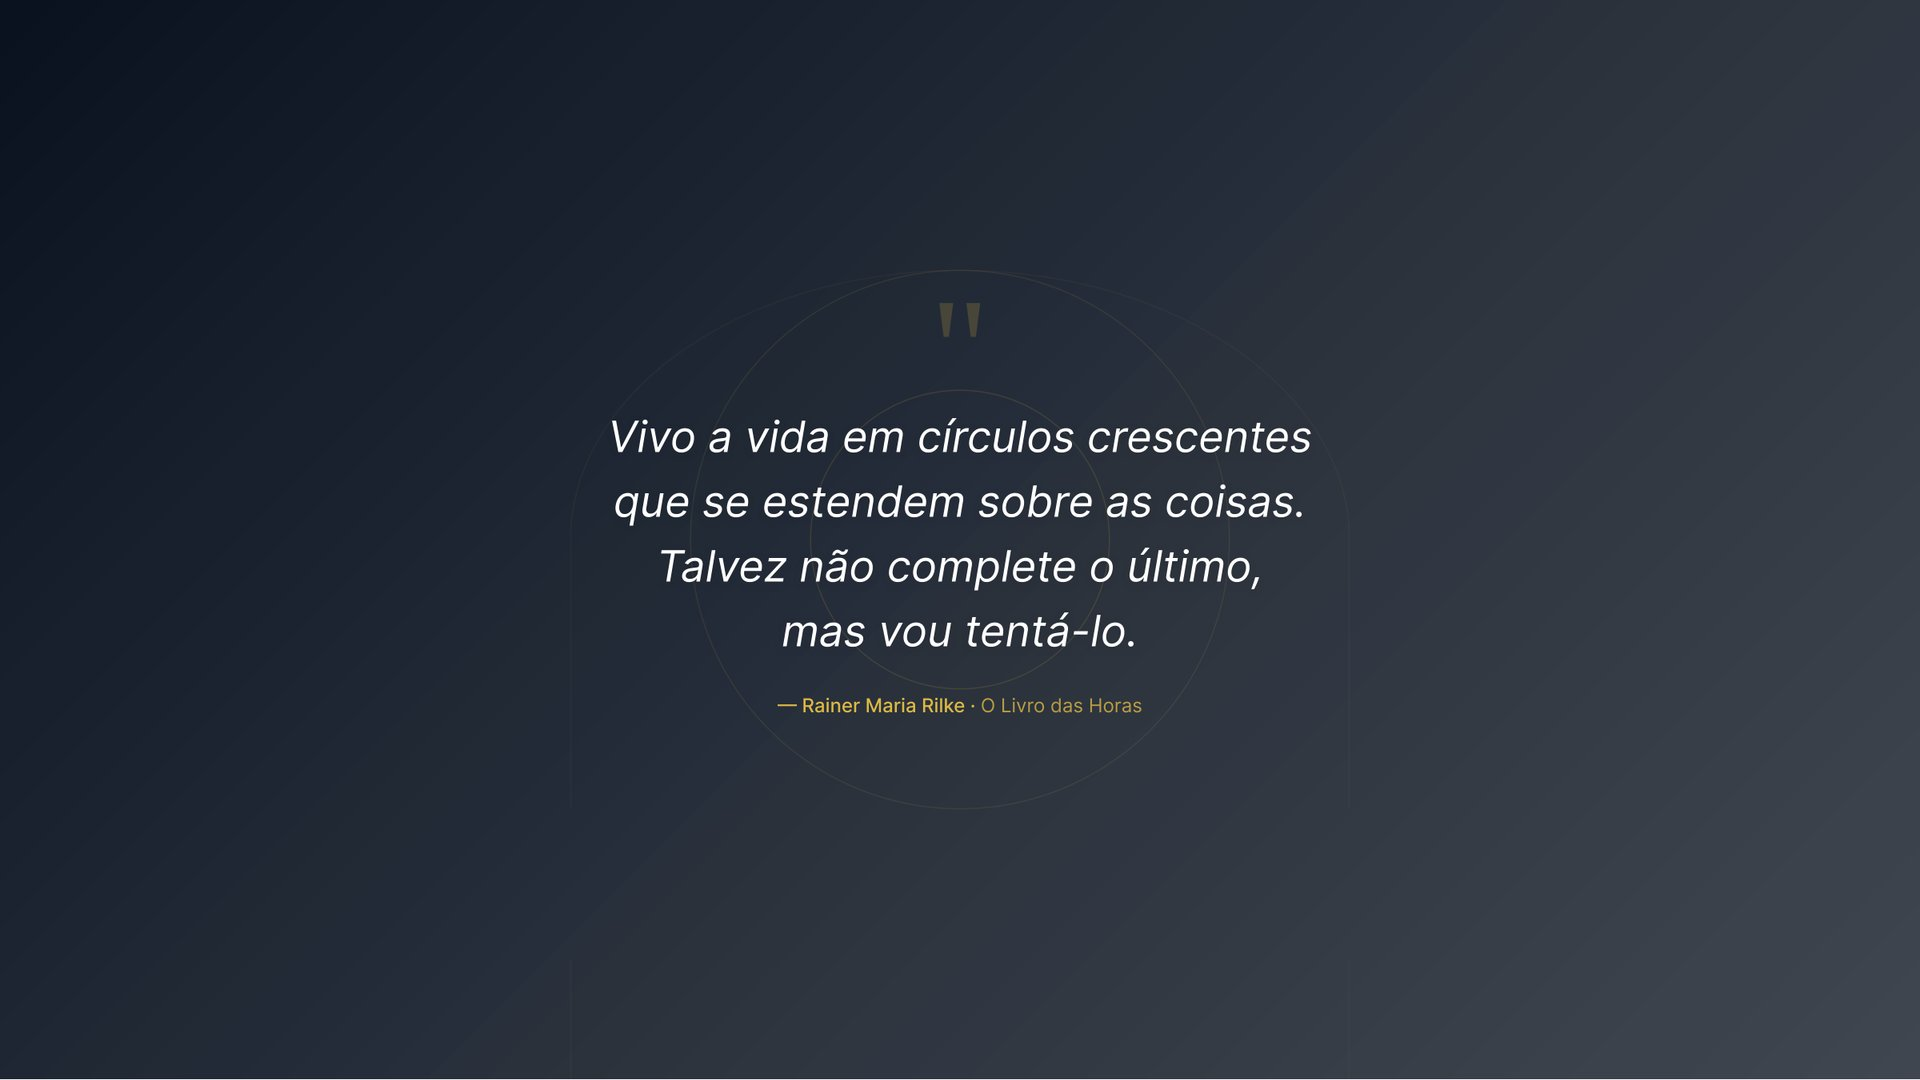 "
Vivo a vida em círculos crescentes
que se estendem sobre as coisas.
Talvez não complete o último,
mas vou tentá-lo.
— Rainer Maria Rilke · O Livro das Horas